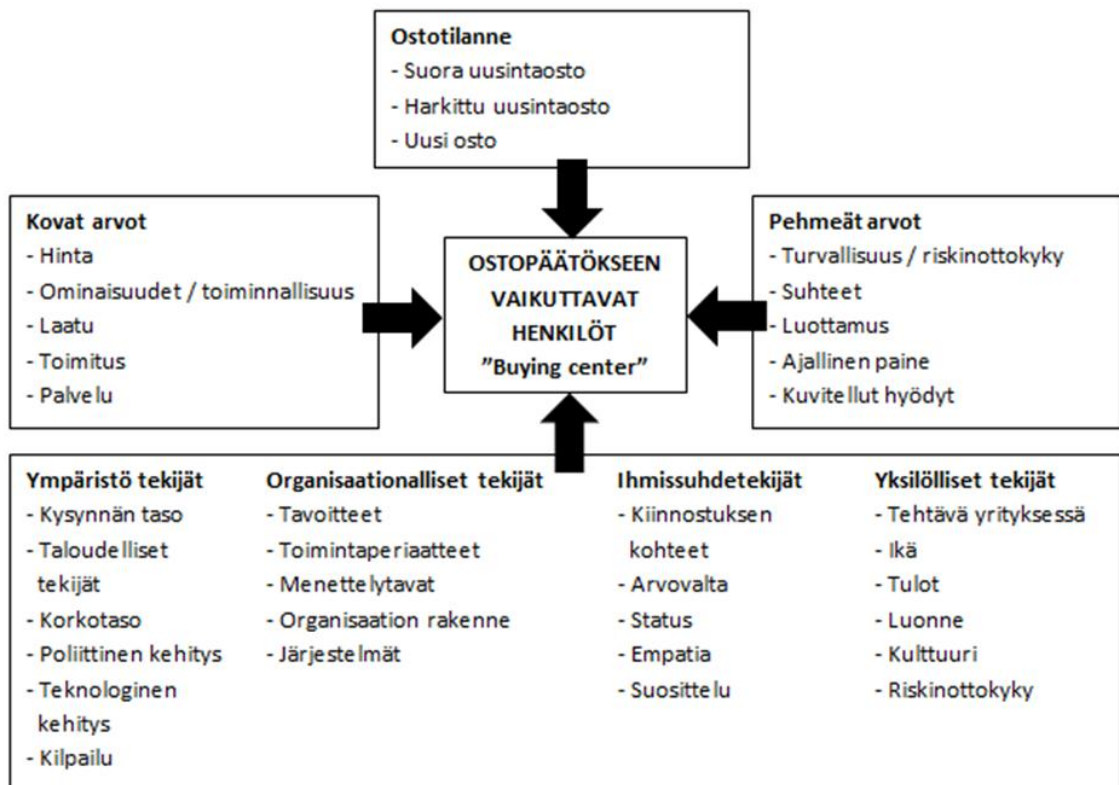 Ostotilanne
- Suora uusintaosto
- Harkittu uusintaosto
- Uusi osto
Kovat arvot
- Hinta
- Ominaisuudet / toiminnallisuus
- Laatu
- Toimitus
- Palvelu
OSTOPÄÄTÖKSEEN
VAIKUTTAVAT
HENKILÖT
”Buying center”
Pehmeät arvot
- Turvallisuus / riskinottokyky
- Suhteet
- Luottamus
- Ajallinen paine
- Kuvitellut hyödyt
Ympäristö tekijät
- Kysynnän taso
- Taloudelliset
tekijät
- Korkotaso
- Poliittinen kehitys
- Teknologinen
kehitys
- Kilpailu
Organisaationalliset tekijät
- Tavoitteet
- Toimintaperiaatteet
- Menettelytavat
- Organisaation rakenne
- Järjestelmät
Ihmissuhdetekijät
- Kiinnostuksen
kohteet
- Arvovalta
- Status
- Empatia
- Suosittelu
Yksilölliset tekijät
- Tehtävä yrityksessä
- Ikä
- Tulot
- Luonne
- Kulttuuri
- Riskinottokyky